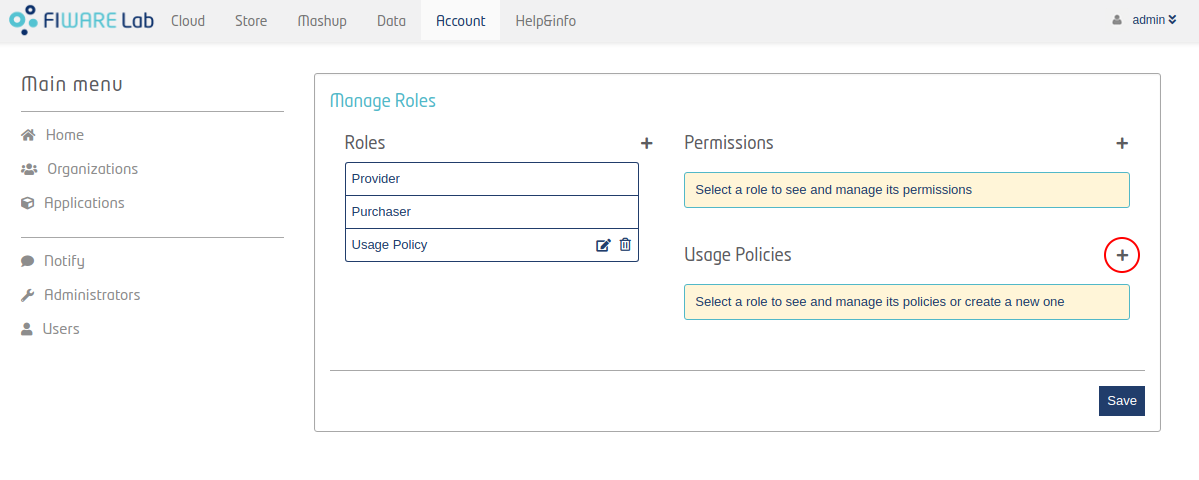 FIWARE Lab Cloud Store Mashup Data Account Help&info admin
Main menu
Home
Organizations
Applications
Notify
Administrators
Users
Manage Roles
Roles
Provider
Purchaser
Usage Policy
Permissions
Select a role to see and manage its permissions
Usage Policies
Select a role to see and manage its policies or create a new one
Save